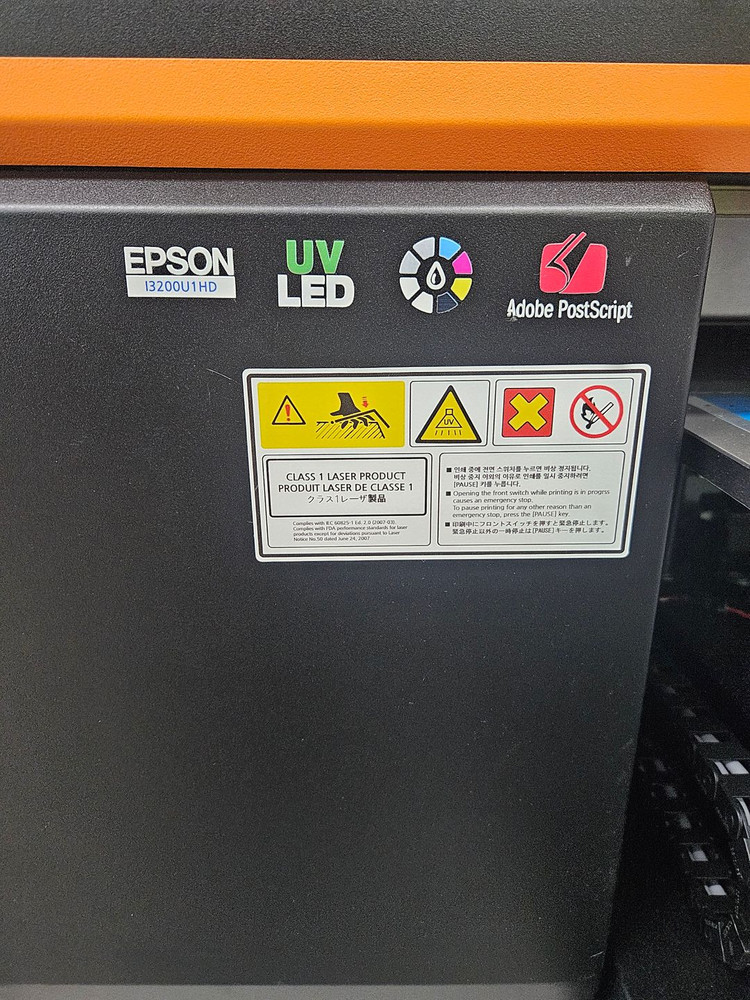 EPSON
I3200U1HD
UV
LED
Adobe PostScript
UV
CLASS 1 LASER PRODUCT
PRODUIT LASER DE CLASSE 1
クラス1レーザ製品
Complies with IEC 60825-1 Ed. 2.0 (2007-03).
Complies with FDA performance standards for laser
products except for deviations pursuant to Laser
Notice No.50 dated June 24, 2007
■ 인쇄 중에 전면 스위치를 누르면 비상 정지됩니다.
비상 정지 이외의 이유로 인쇄를 일시 중지하려면
[PAUSE] 키를 누릅니다.
■ Opening the front switch while printing is in progrss
causes an emergency stop.
To pause printing for any other reason than an
emergency stop, press the [PAUSE] key.
■ 印刷中にフロントスイッチを押すと緊急停止します。
緊急停止以外の一時停止は[PAUSE]キーを押します。